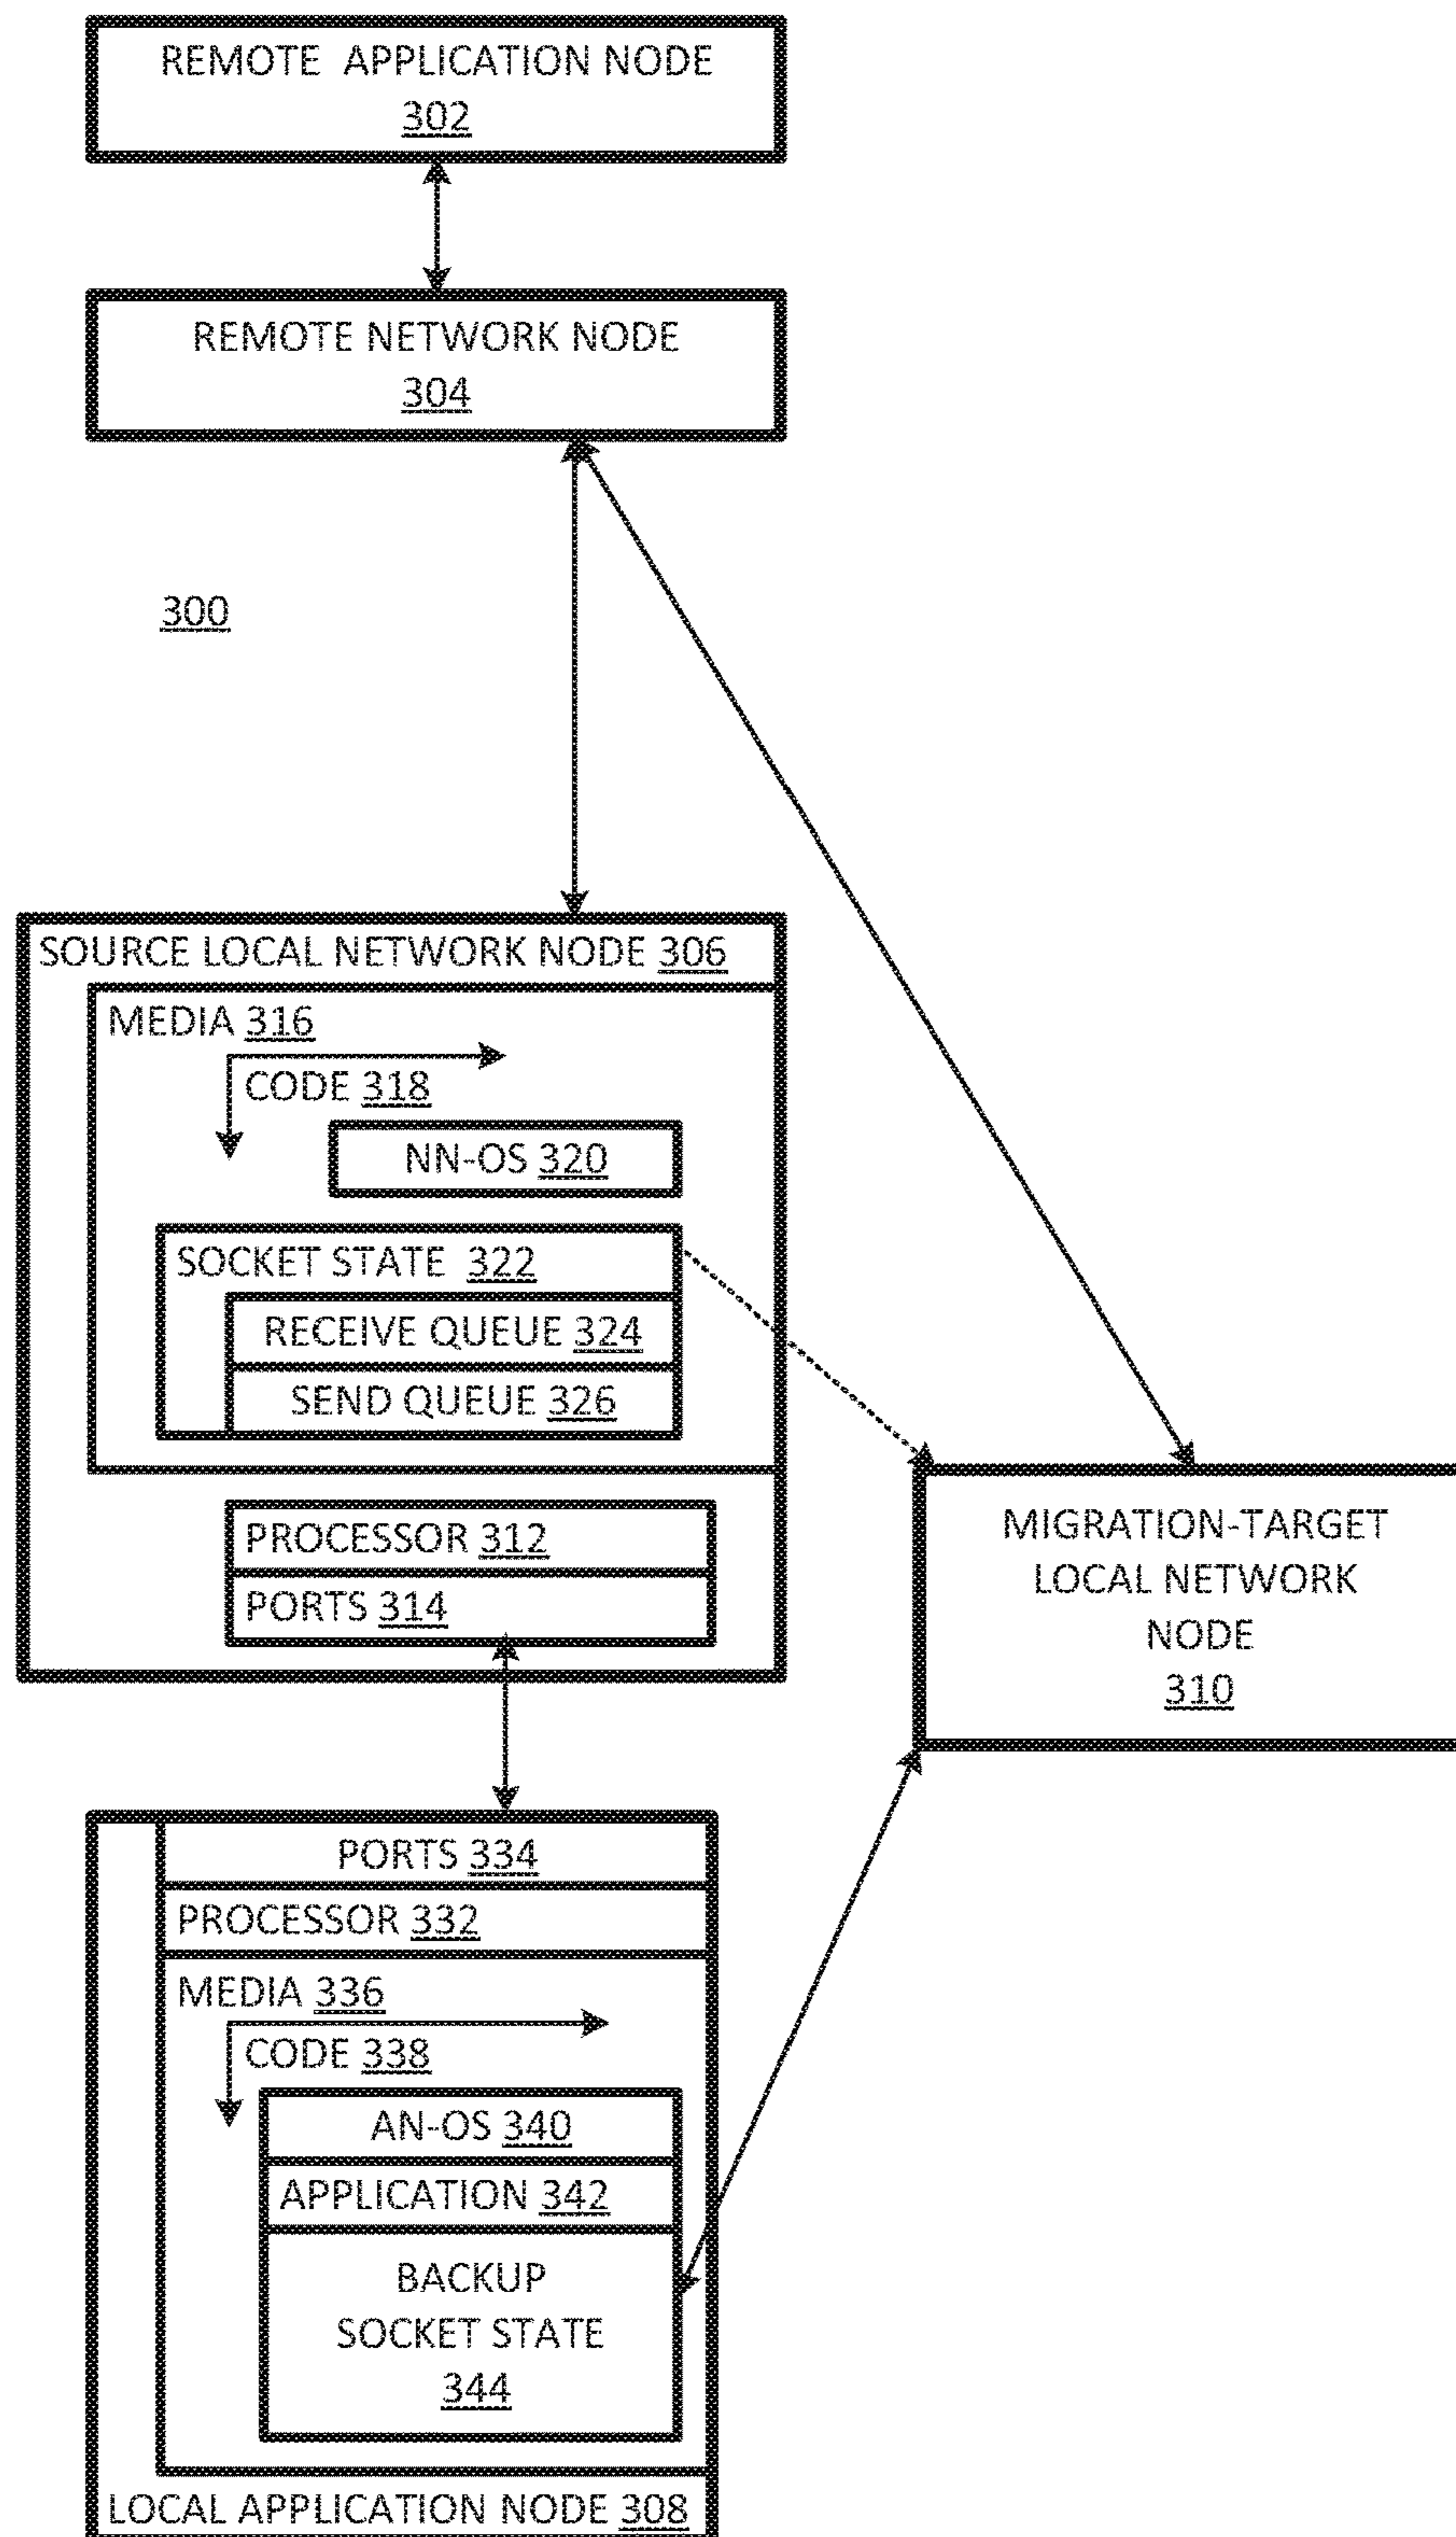 REMOTE APPLICATION NODE
302
REMOTE NETWORK NODE
304
300
SOURCE LOCAL NETWORK NODE 306
MEDIA 316
CODE 318
NN-OS 320
SOCKET STATE 322
RECEIVE QUEUE 324
SEND QUEUE 326
PROCESSOR 312
PORTS 314
MIGRATION-TARGET
LOCAL NETWORK
NODE
310
PORTS 334
PROCESSOR 332
MEDIA 336
CODE 338
AN-OS 340
APPLICATION 342
BACKUP
SOCKET STATE
344
LOCAL APPLICATION NODE 308